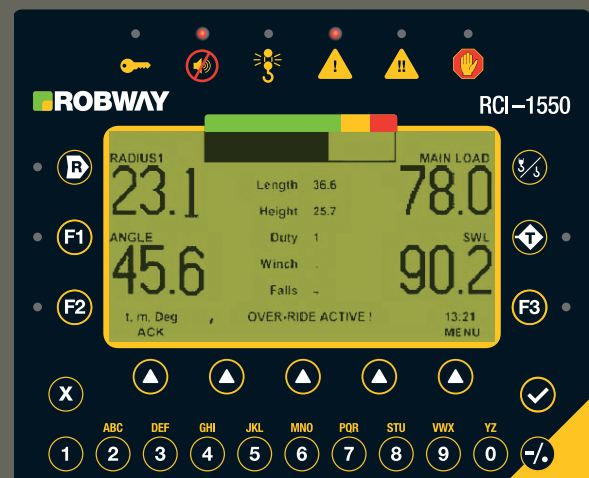 !
!!
ROBWAY
RCI-1550
RADIUS1
23.1
MAIN LOAD
78.0
Length 36.6
Height 25.7
ANGLE
45.6
Duty 1
SWL
90.2
Winch .
Falls ~
t, m, Deg , OVER-RIDE ACTIVE ! 13:21
ACK MENU
R
F1
T
F2
F3
X
ABC DEF GHI JKL MNO PQR STU VWX YZ
1 2 3 4 5 6 7 8 9 0 -/.